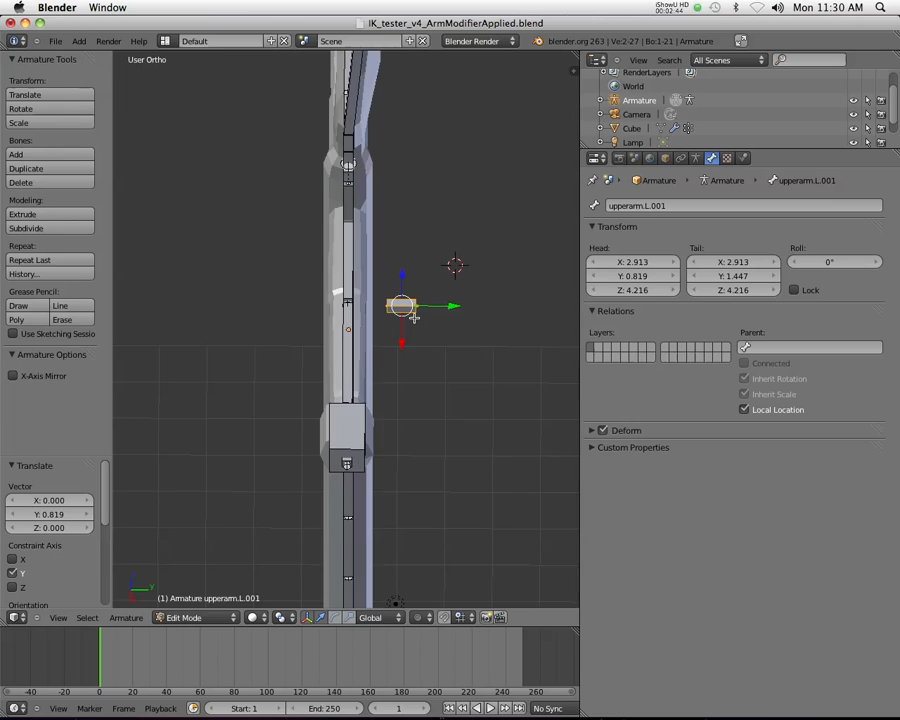 Blender Window Help
iShowU HD
00:02:44
Mon 11:30 AM
IK_tester_v4_ArmModifierApplied.blend
File Add Render Help Default Scene Blender Render blender.org 263 | Ve:2-27 | Bo:1-21 | Armature
Armature Tools
Transform:
Translate
Rotate
Scale
Bones:
Add
Duplicate
Delete
Modeling:
Extrude
Subdivide
Repeat:
Repeat Last
History...
Grease Pencil:
Draw Line
Poly Erase
Use Sketching Sessio
Armature Options
X-Axis Mirror
Translate
Vector
X: 0.000
Y: 0.819
Z: 0.000
Constraint Axis
X
Y
Z
Orientation
User Ortho
(1) Armature upperarm.L.001
View Select Armature Edit Mode Global
View Search All Scenes
RenderLayers
World
Armature
Camera
Cube
Lamp
Armature Armature upperarm.L.001
upperarm.L.001
Transform
Head: Tail: Roll:
X: 2.913 X: 2.913 0°
Y: 0.819 Y: 1.447
Z: 4.216 Z: 4.216 Lock
Relations
Layers: Parent:
Connected
Inherit Rotation
Inherit Scale
Local Location
Deform
Custom Properties
-40 -20 0 20 40 60 80 100 120 140 160 180 200 220 240 260
View Marker Frame Playback Start: 1 End: 250 1 No Sync